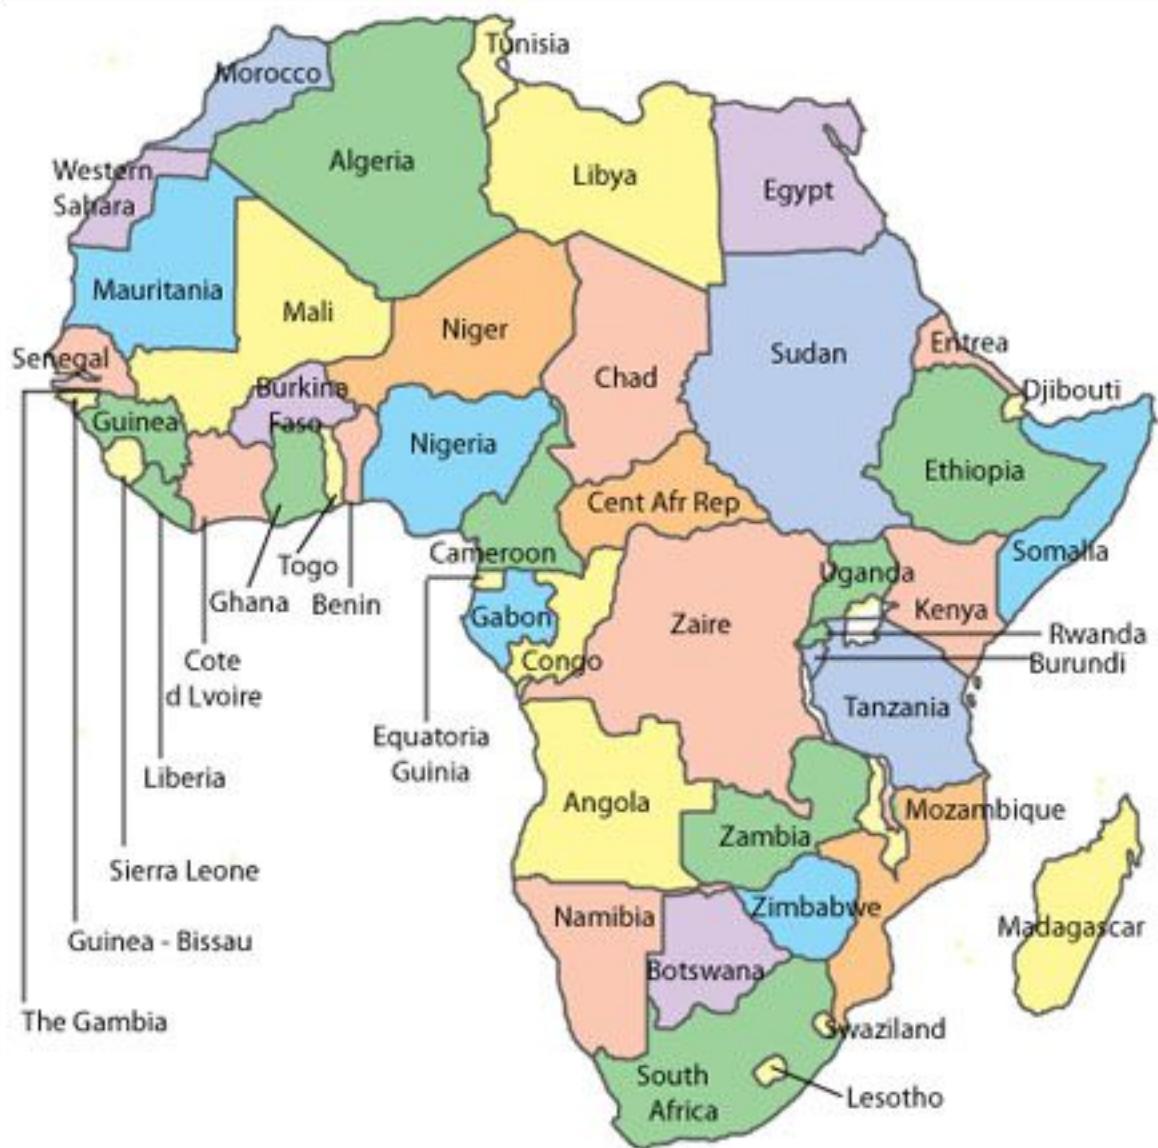 Tunisia
Morocco
Algeria
Western
Sahara
Libya
Egypt
Mauritania
Mali
Niger
Chad
Sudan
Senegal
Eritrea
Djibouti
Burkina
Faso
Guinea
Nigeria
Ethiopia
Cent Afr Rep
Cameroon
Somalia
Togo
Uganda
Ghana
Benin
Gabon
Kenya
Zaire
Rwanda
Cote
d Lvoire
Congo
Burundi
Tanzania
Equatoria
Guinia
Liberia
Angola
Mozambique
Zambia
Sierra Leone
Namibia
Zimbabwe
Madagascar
Guinea - Bissau
Botswana
The Gambia
Swaziland
South
Africa
Lesotho